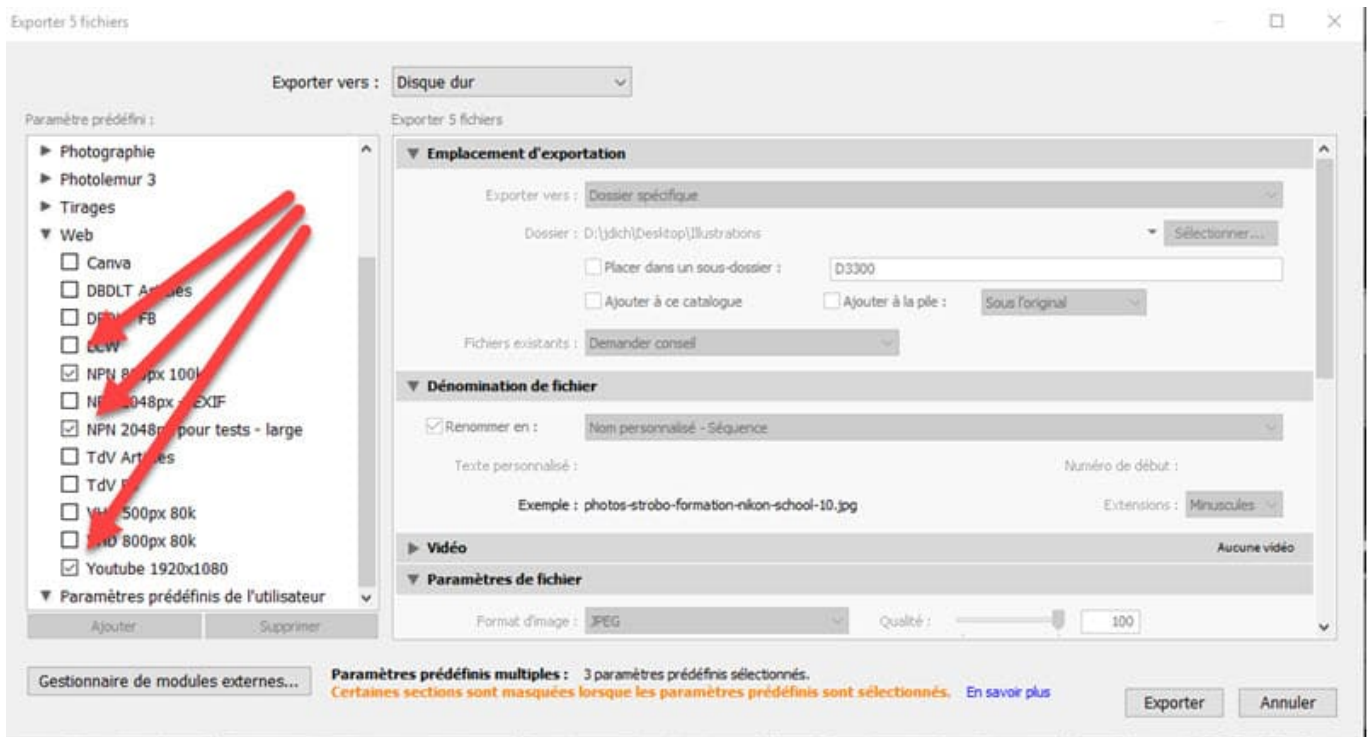 Exporter 5 fichiers
Exporter vers : Disque dur
Paramètre prédéfini :
Exporter 5 fichiers
Photographie
Photolemur 3
Tirages
Web
Canva
DBDLT
FB
LCW
NPN 100k
2048px - EXIF
NPN 2048px pour tests - large
TdV Articles
TdV
500px 80k
800px 80k
Youtube 1920x1080
Paramètres prédéfinis de l'utilisateur
Ajouter Supprimer
Emplacement d'exportation
Exporter vers : Dossier spécifique
Dossier : D:\jdich\Desktop\Illustrations Sélectionner...
Placer dans un sous-dossier : D3300
Ajouter à ce catalogue Ajouter à la pile : Sous l'original
Fichiers existants : Demander conseil
Dénomination de fichier
Renommer en : Nom personnalisé - Séquence
Texte personnalisé : Numéro de début :
Exemple : photos-strobo-formation-nikon-school-10.jpg Extensions : Minuscules
Vidéo Aucune vidéo
Paramètres de fichier
Format d'image : JPEG Qualité : 100
Gestionnaire de modules externes...
Paramètres prédéfinis multiples : 3 paramètres prédéfinis sélectionnés.
Certaines sections sont masquées lorsque les paramètres prédéfinis sont sélectionnés. En savoir plus
Exporter Annuler